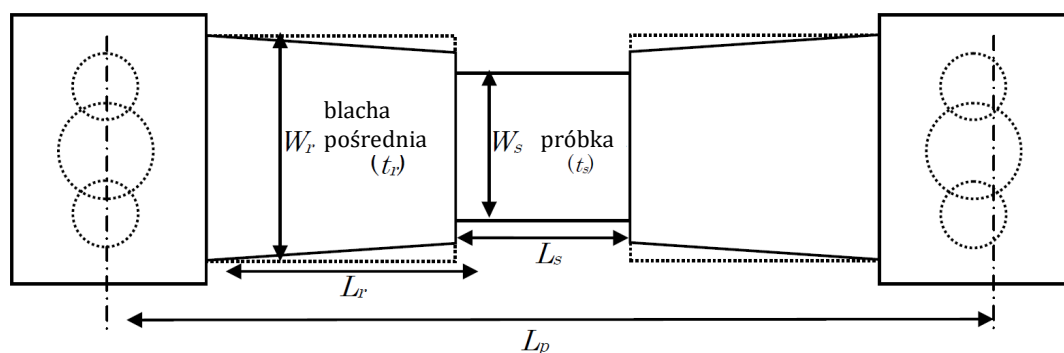 blacha
Wr pośrednia
(tr)
Ws próbka
(ts)
Ls
Lr
Lp